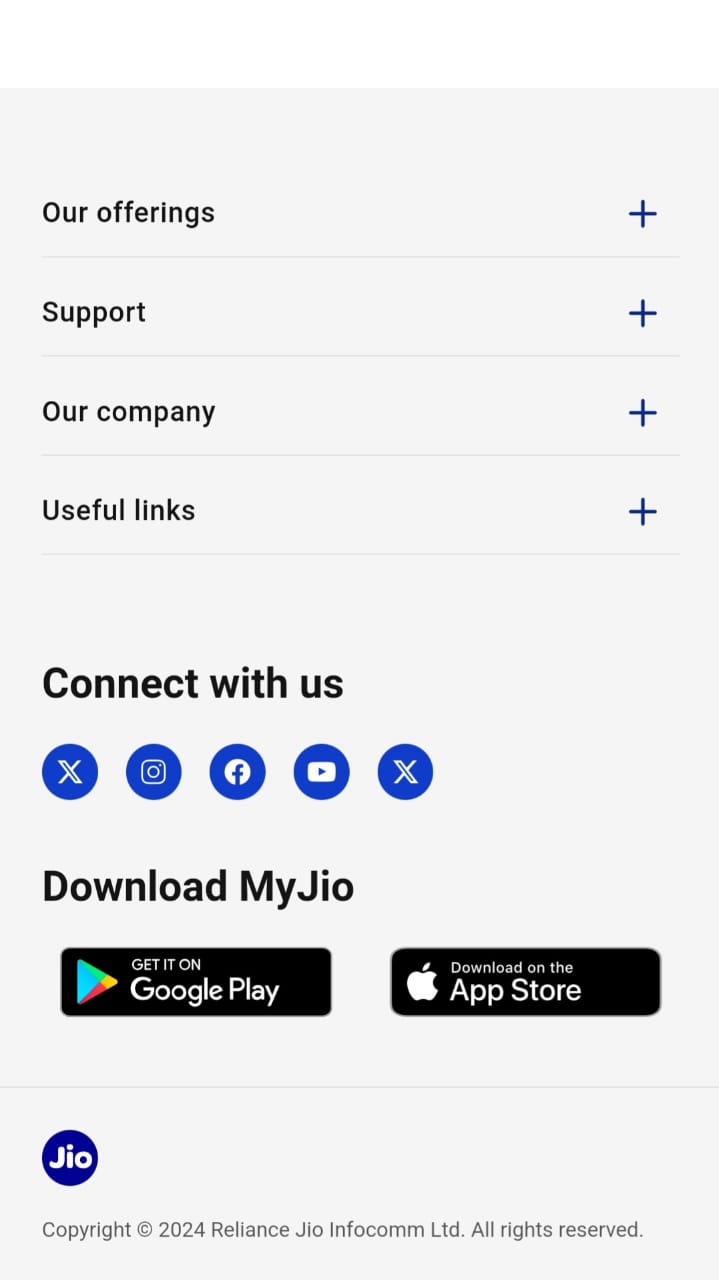 Our offerings
Support
Our company
Useful links
Connect with us
Download MyJio
GET IT ON
Google Play
Download on the
App Store
Jio
Copyright © 2024 Reliance Jio Infocomm Ltd. All rights reserved.